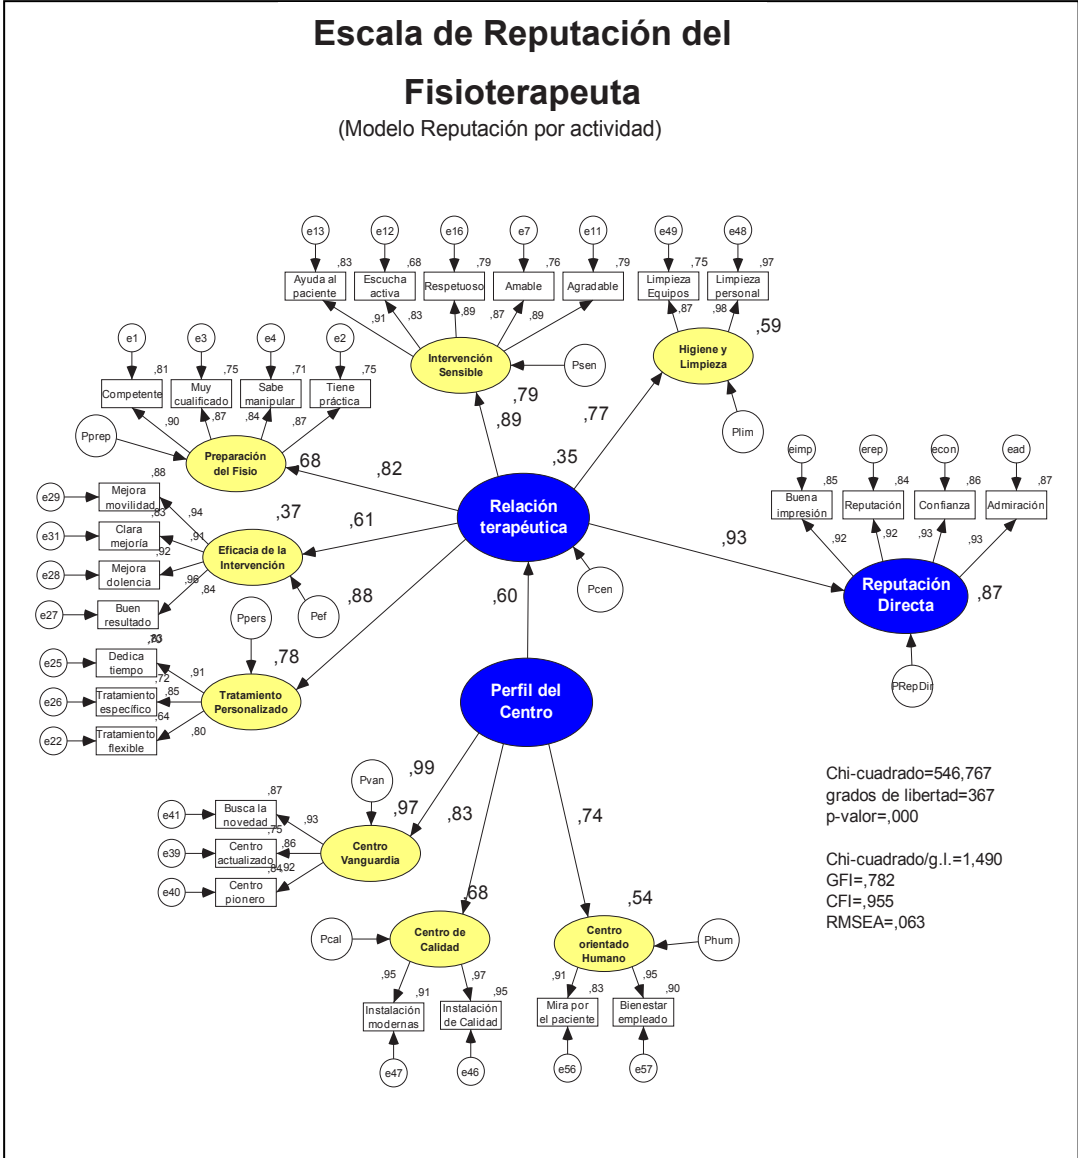 Escala de Reputación del
Fisioterapeuta
(Modelo Reputación por actividad)
e13
e12
e16
e7
e11
e49
e48
,83
,68
,79
,76
,79
,75
,97
Ayuda al
paciente
Escucha
activa
Respetuoso
Amable
Agradable
Limpieza
Equipos
Limpieza
personal
,91
,83
,89
,87
,89
,87
,98
Intervención
Sensible
,79
Psen
Higiene y
Limpieza
,59
Plim
e1
e3
e4
e2
,81
,75
,71
,75
Competente
Muy
cualificado
Sabe
manipular
Tiene
práctica
,90
,87
,84
,87
Pprep
Preparación
del Fisio
,68
,82
,89
,77
,35
Relación
terapéutica
Pcen
eimp
erep
econ
ead
,85
,84
,86
,87
Buena
impresión
Reputación
Confianza
Admiración
,92
,92
,93
,93
,93
Reputación
Directa
,87
PRepDir
,88
e29
Mejora
movilidad
,94
,83
e31
Clara
mejoría
,91
,92
e28
Mejora
dolencia
,96
e27
Buen
resultado
,84
Eficacia de la
Intervención
,37
,61
Pef
Ppers
,88
,60
,83
e25
Dedica
tiempo
,91
,72
e26
Tratamiento
específico
,85
,64
e22
Tratamiento
flexible
,80
Tratamiento
Personalizado
,78
Perfil del
Centro
,99
,83
,74
Pvan
,97
,87
e41
Busca la
novedad
,93
,75
e39
Centro
actualizado
,86
,84
e40
Centro
pionero
,92
Centro
Vanguardia
,68
Pcal
Centro de
Calidad
,95
,97
,91
,95
Instalación
modernas
Instalación
de Calidad
e47
e46
,54
Centro
orientado
Humano
Phum
,91
,95
,83
,90
Mira por
el paciente
Bienestar
empleado
e56
e57
Chi-cuadrado=546,767
grados de libertad=367
p-valor=,000
Chi-cuadrado/g.l.=1,490
GFI=,782
CFI=,955
RMSEA=,063